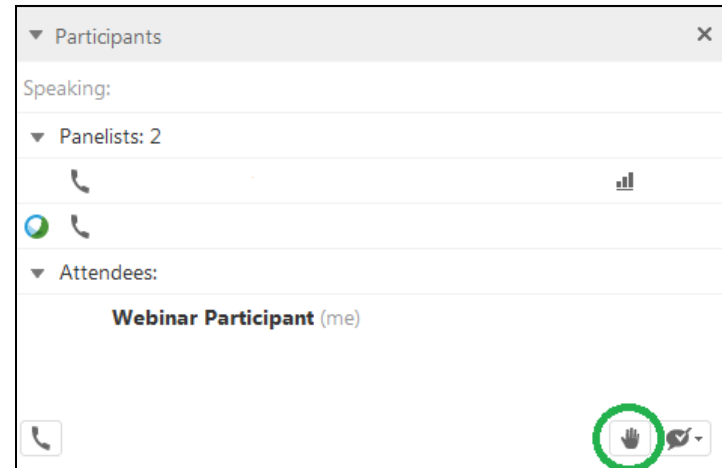 Participants
Speaking:
Panelists: 2
Attendees:
Webinar Participant (me)